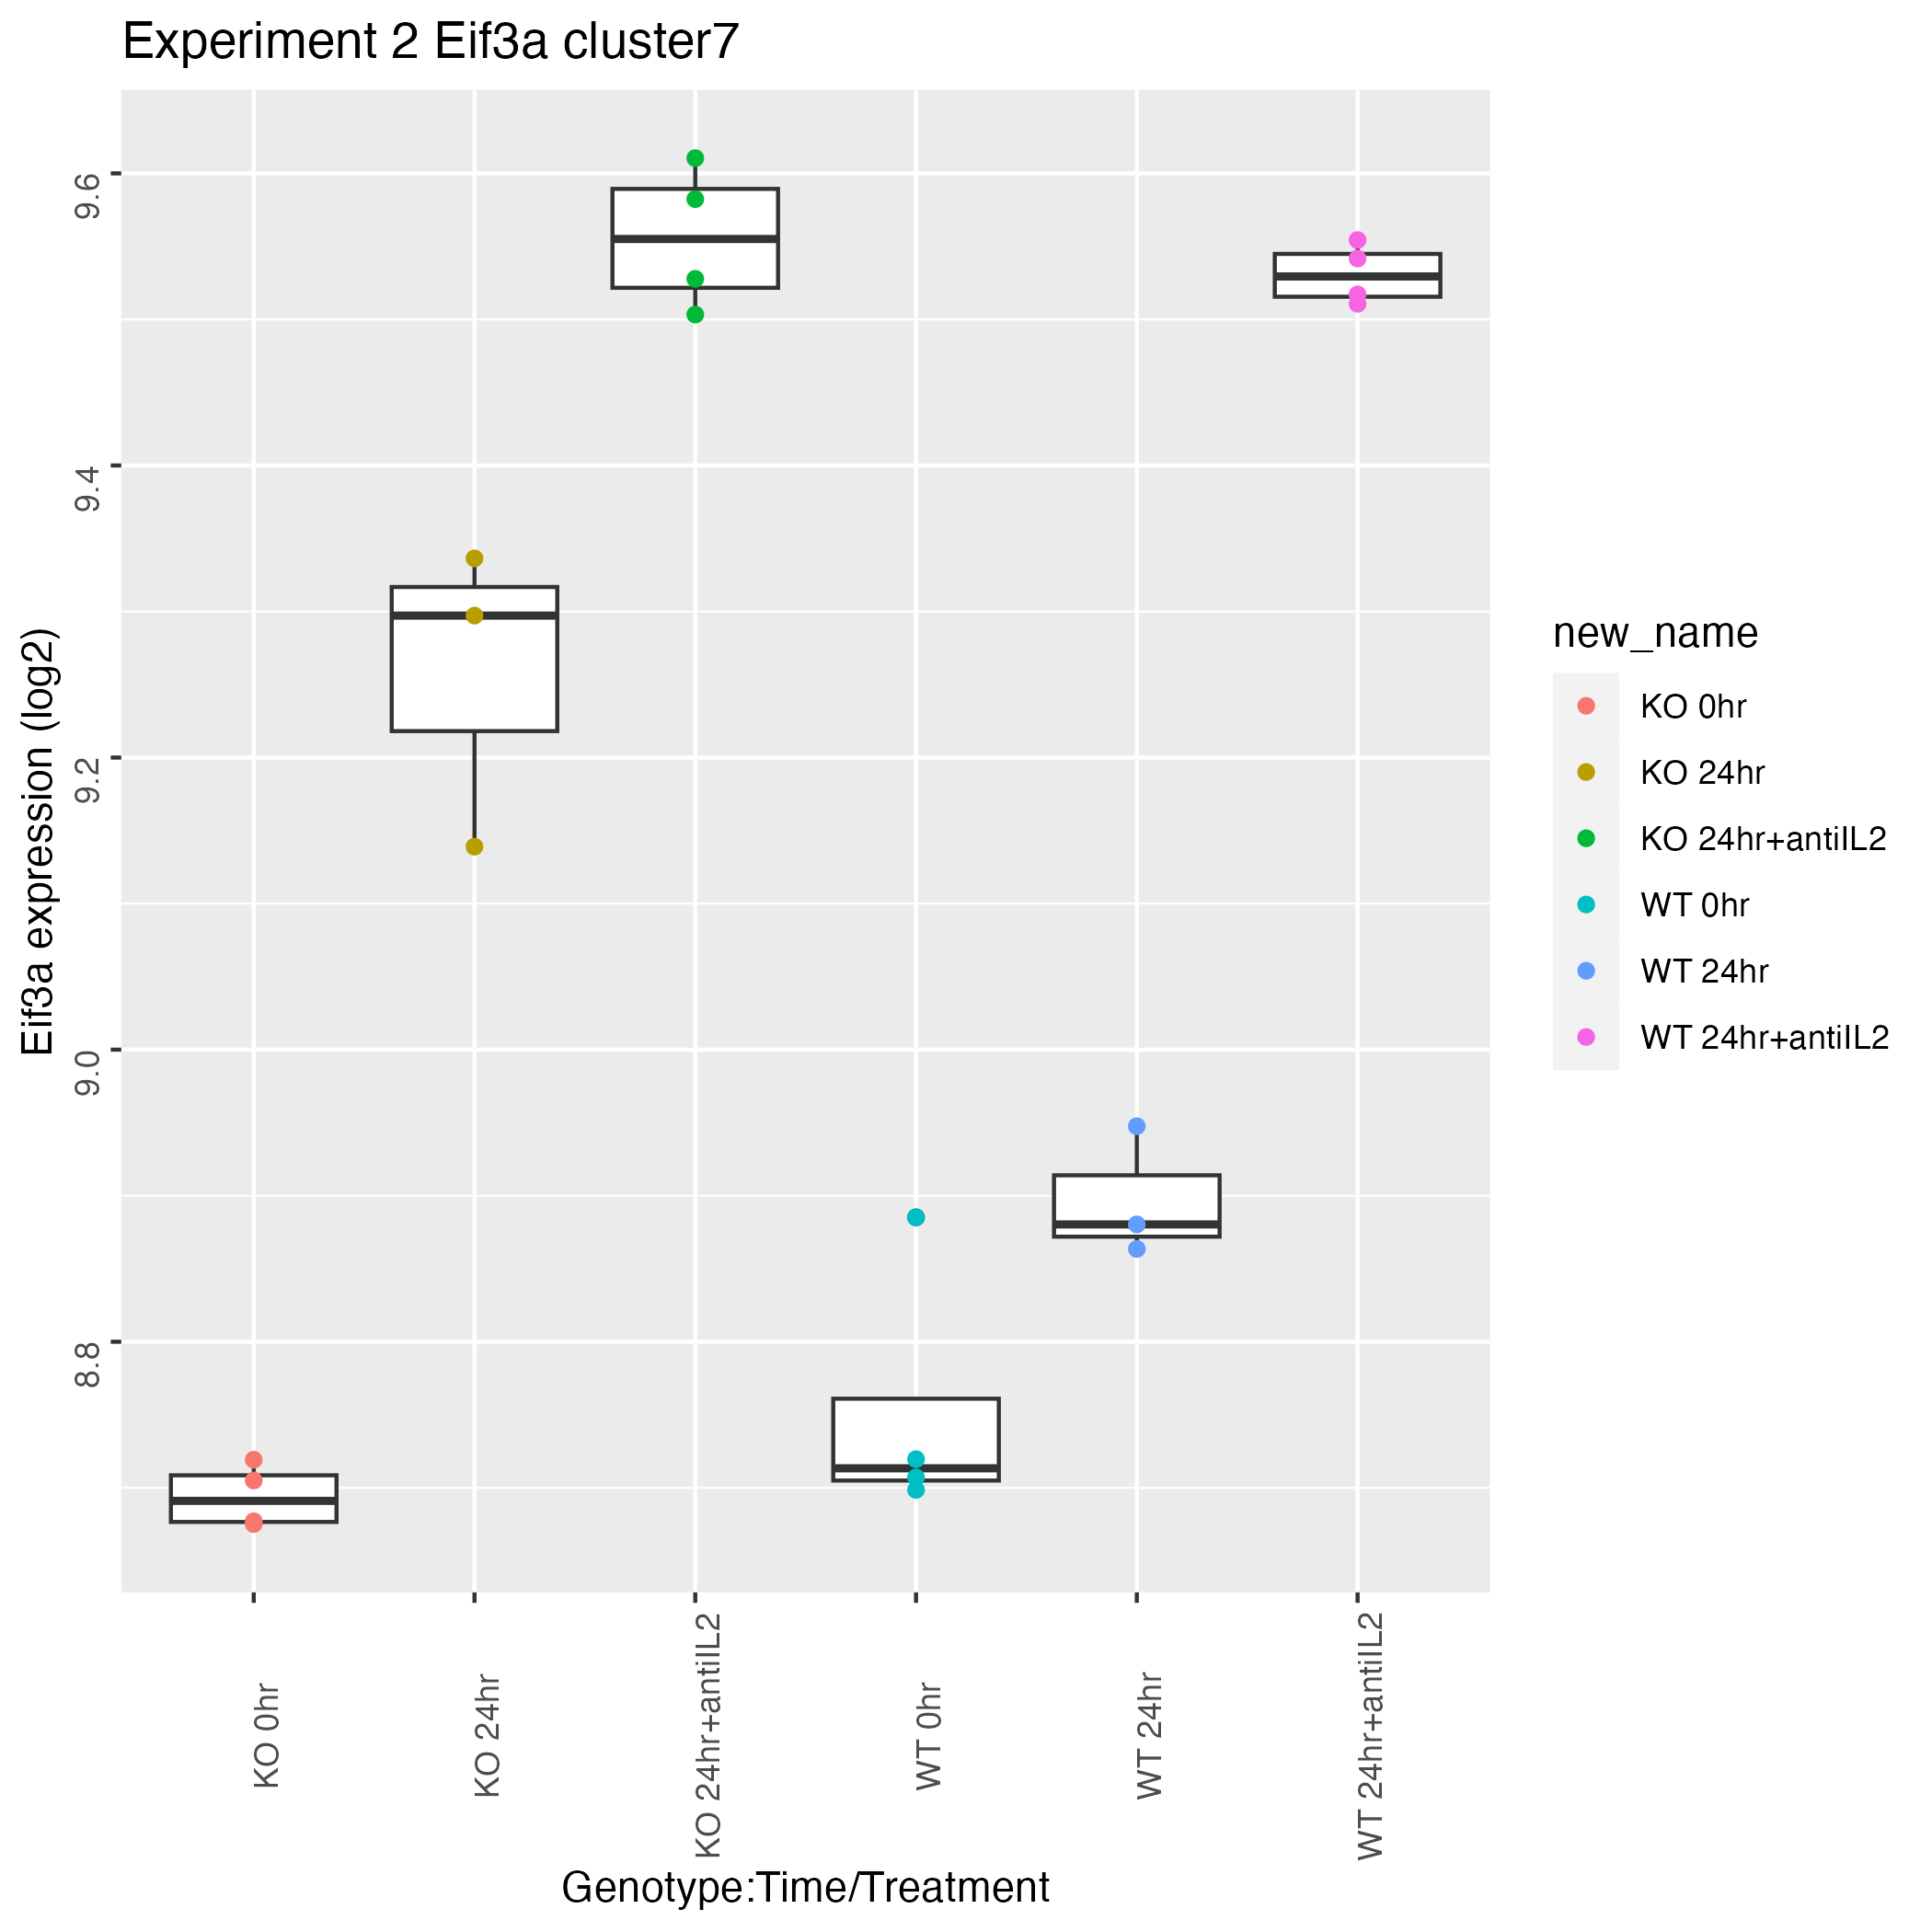 Experiment 2 Eif3a cluster7
9.6
9.4
9.2
9.0
8.8
Eif3a expression (log2)
KO 0hr
KO 24hr
KO 24hr+antiIL2
WT 0hr
WT 24hr
WT 24hr+antiIL2
Genotype:Time/Treatment
new_name
KO 0hr
KO 24hr
KO 24hr+antiIL2
WT 0hr
WT 24hr
WT 24hr+antiIL2